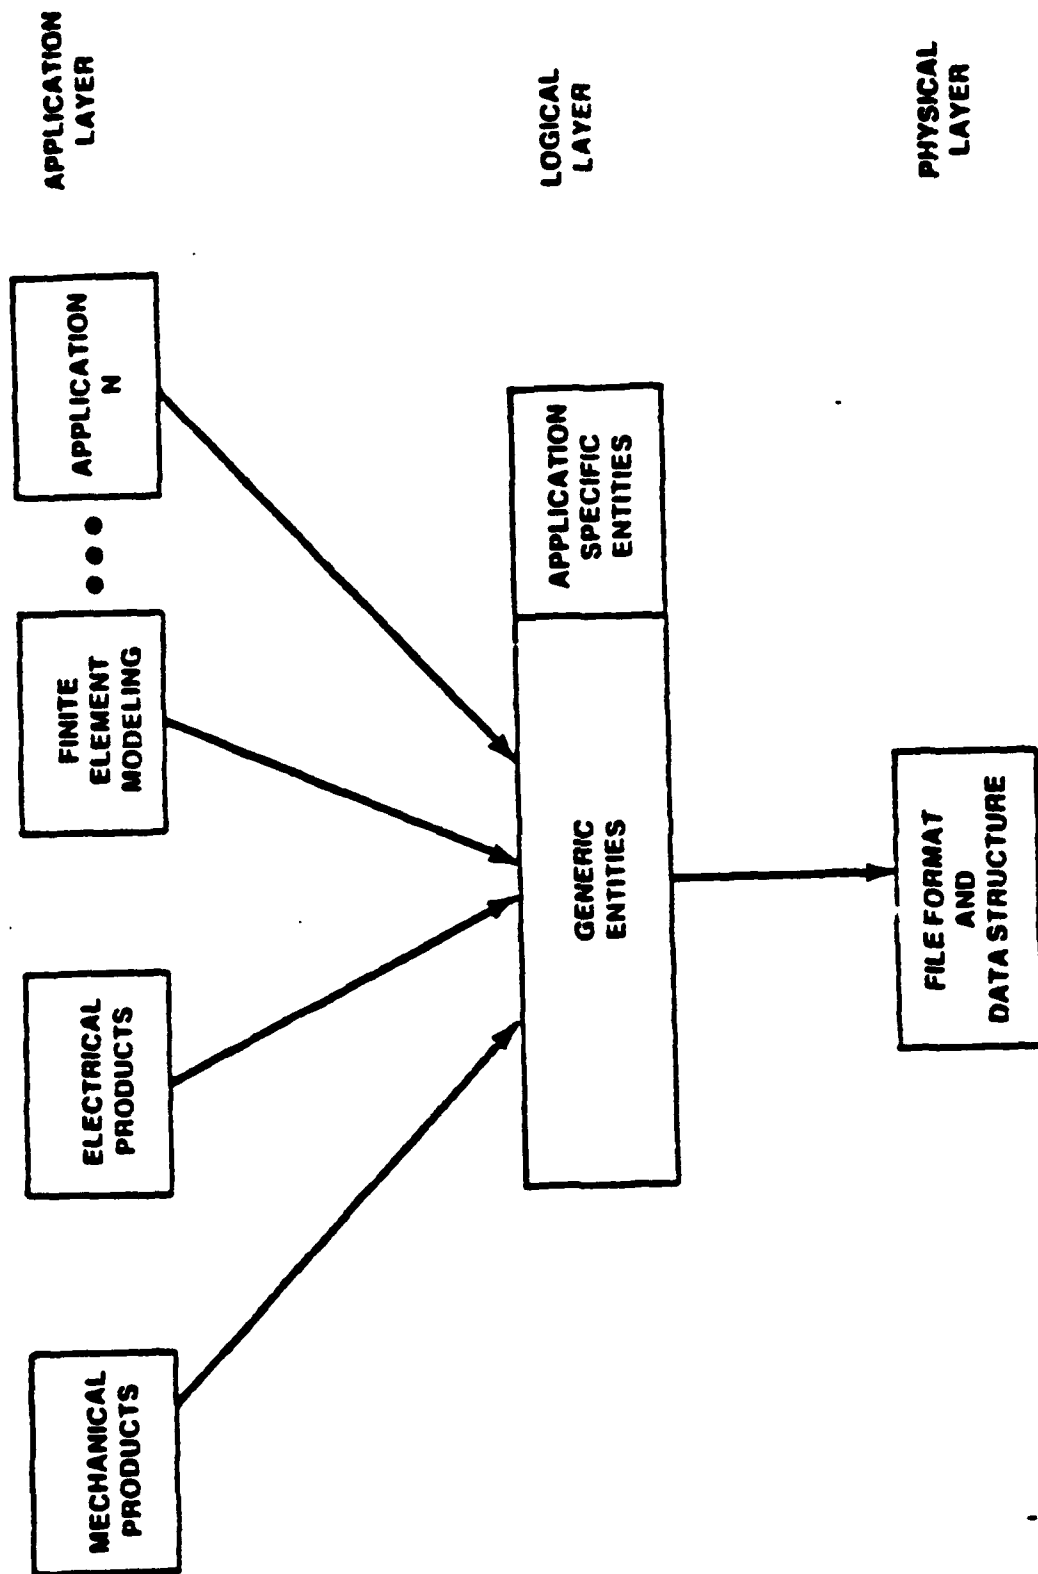 MECHANICAL
PRODUCTS
ELECTRICAL
PRODUCTS
FINITE
ELEMENT
MODELING
APPLICATION
N
APPLICATION
LAYER
GENERIC
ENTITIES
APPLICATION
SPECIFIC
ENTITIES
LOGICAL
LAYER
FILE FORMAT
AND
DATA STRUCTURE
PHYSICAL
LAYER